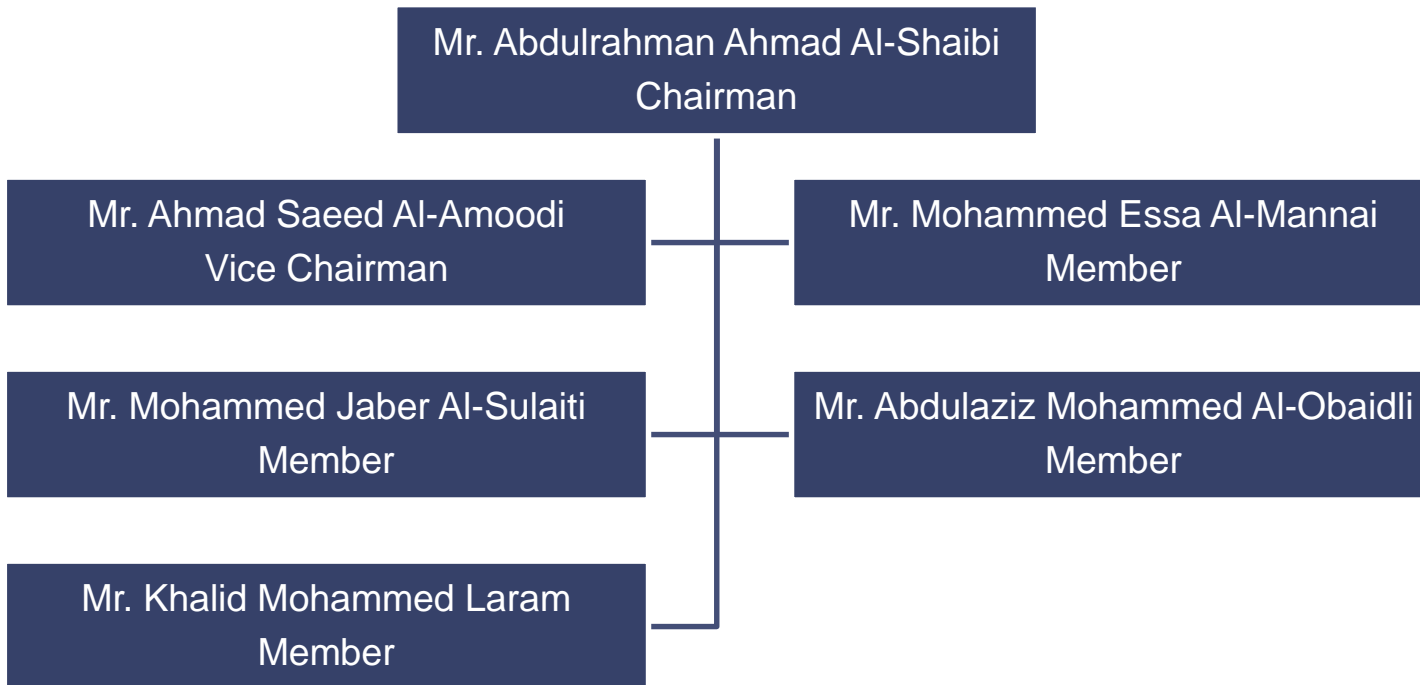 Mr. Abdulrahman Ahmad Al-Shaibi
Chairman
Mr. Ahmad Saeed Al-Amoodi
Vice Chairman
Mr. Mohammed Essa Al-Mannai
Member
Mr. Mohammed Jaber Al-Sulaiti
Member
Mr. Abdulaziz Mohammed Al-Obaidli
Member
Mr. Khalid Mohammed Laram
Member